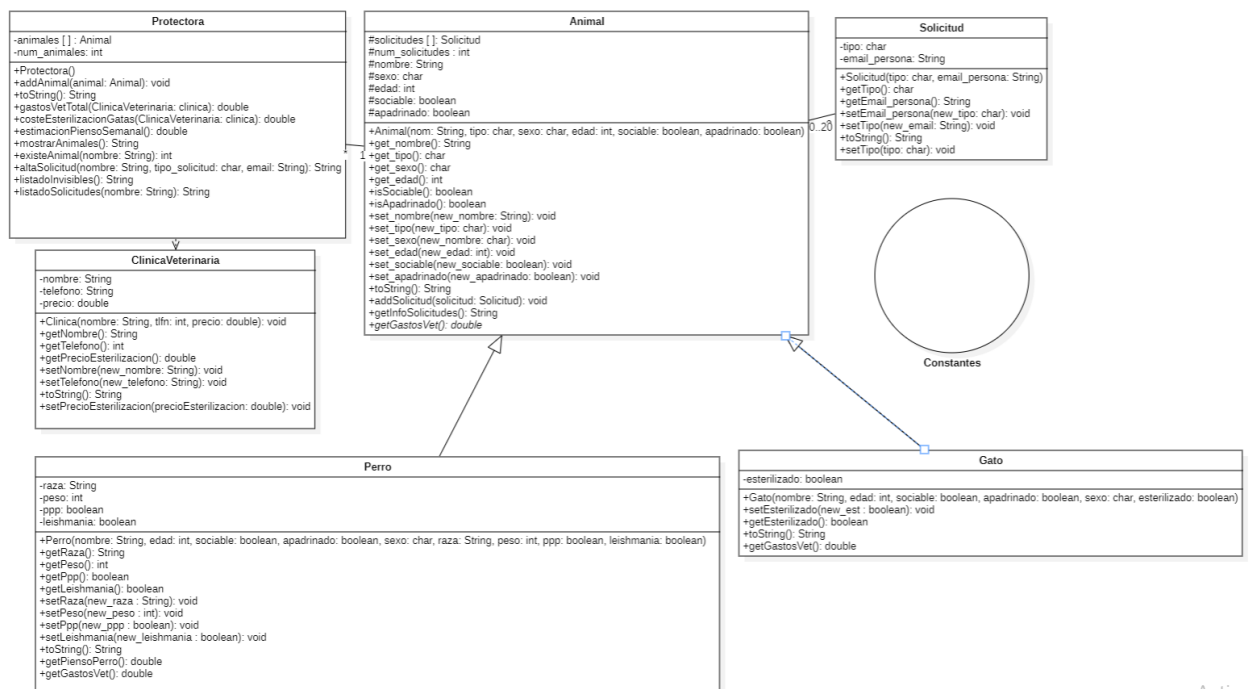 Protectora
-animales [ ] : Animal
-num_animales: int
+Protectora()
+addAnimal(animal: Animal): void
+toString(): String
+gastosVetTotal(ClinicaVeterinaria: clinica): double
+costeEsterilizacionGatas(ClinicaVeterinaria: clinica): double
+estimacionPiensoSemanal(): double
+mostrarAnimales(): String
+existeAnimal(nombre: String): int
+altaSolicitud(nombre: String, tipo_solicitud: char, email: String): String
+listadoInvisibles(): String
+listadoSolicitudes(nombre: String): String
1
Animal
#solicitudes [ ]: Solicitud
#num_solicitudes : int
#nombre: String
#sexo: char
#edad: int
#sociable: boolean
#apadrinado: boolean
+Animal(nom: String, tipo: char, sexo: char, edad: int, sociable: boolean, apadrinado: boolean)
+get_nombre(): String
+get_tipo(): char
+get_sexo(): char
+get_edad(): int
+isSociable(): boolean
+isApadrinado(): boolean
+set_nombre(new_nombre: String): void
+set_tipo(new_tipo: char): void
+set_sexo(new_nombre: char): void
+set_edad(new_edad: int): void
+set_sociable(new_sociable: boolean): void
+set_apadrinado(new_apadrinado: boolean): void
+toString(): String
+addSolicitud(solicitud: Solicitud): void
+getInfoSolicitudes(): String
+getGastosVet(): double
0..20
Solicitud
-tipo: char
-email_persona: String
+Solicitud(tipo: char, email_persona: String)
+getTipo(): char
+getEmail_persona(): String
+setEmail_persona(new_tipo: char): void
+setTipo(new_email: String): void
+toString(): String
+setTipo(tipo: char): void
Constantes
ClinicaVeterinaria
-nombre: String
-telefono: String
-precio: double
+Clinica(nombre: String, tlfn: int, precio: double): void
+getNombre(): String
+getTelefono(): int
+getPrecioEsterilizacion(): double
+setNombre(new_nombre: String): void
+setTelefono(new_telefono: String): void
+toString(): String
+setPrecioEsterilizacion(precioEsterilizacion: double): void
Perro
-raza: String
-peso: int
-ppp: boolean
-leishmania: boolean
+Perro(nombre: String, edad: int, sociable: boolean, apadrinado: boolean, sexo: char, raza: String, peso: int, ppp: boolean, leishmania: boolean)
+getRaza(): String
+getPeso(): int
+getPpp(): boolean
+getLeishmania(): boolean
+setRaza(new_raza : String): void
+setPeso(new_peso : int): void
+setPpp(new_ppp : boolean): void
+setLeishmania(new_leishmania : boolean): void
+toString(): String
+getPiensoPerro(): double
+getGastosVet(): double
Gato
-esterilizado: boolean
+Gato(nombre: String, edad: int, sociable: boolean, apadrinado: boolean, sexo: char, esterilizado: boolean)
+setEsterilizado(new_est : boolean): void
+getEsterilizado(): boolean
+toString(): String
+getGastosVet(): double